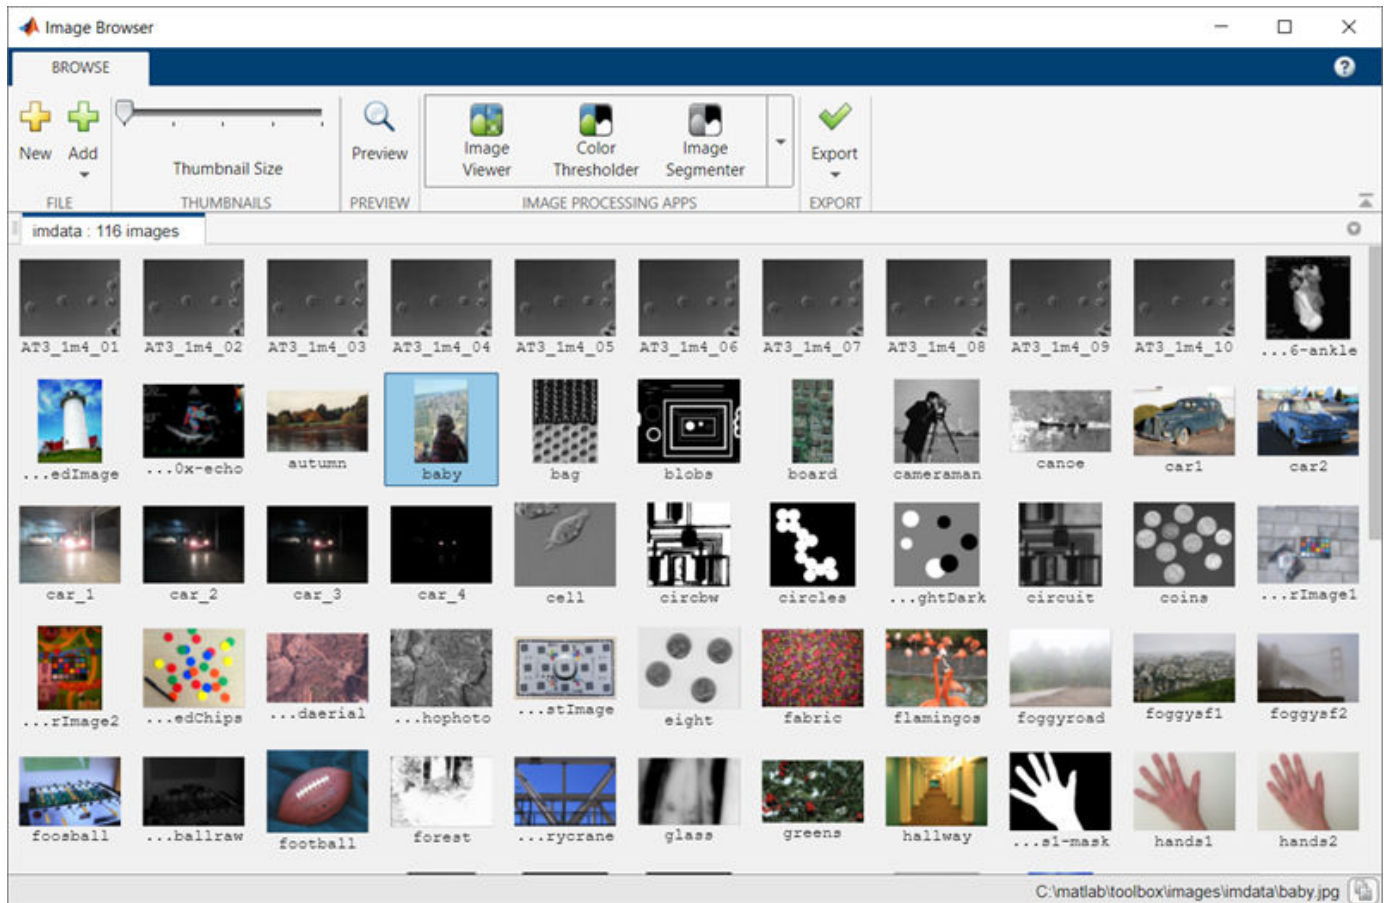 Image Browser
BROWSE
New
Add
Thumbnail Size
Preview
Image Viewer
Color Thresholder
Image Segmenter
Export
FILE
THUMBNAILS
PREVIEW
IMAGE PROCESSING APPS
EXPORT
imdata : 116 images
AT3_1m4_01 AT3_1m4_02 AT3_1m4_03 AT3_1m4_04 AT3_1m4_05 AT3_1m4_06 AT3_1m4_07 AT3_1m4_08 AT3_1m4_09 AT3_1m4_10 ...6-ankle
...edImage ...0x-echo autumn baby bag blobs board cameraman canoe car1 car2
car_1 car_2 car_3 car_4 cell circbw circles ...ghtDark circuit coins ...rImage1
...rImage2 ...edChips ...daerial ...hophoto ...stImage eight fabric flamingos foggyroad foggysf1 foggysf2
foosball ...ballraw football forest ...rycrane glass greens hallway ...s1-mask hands1 hands2
C:\matlab\toolbox\images\imdata\baby.jpg